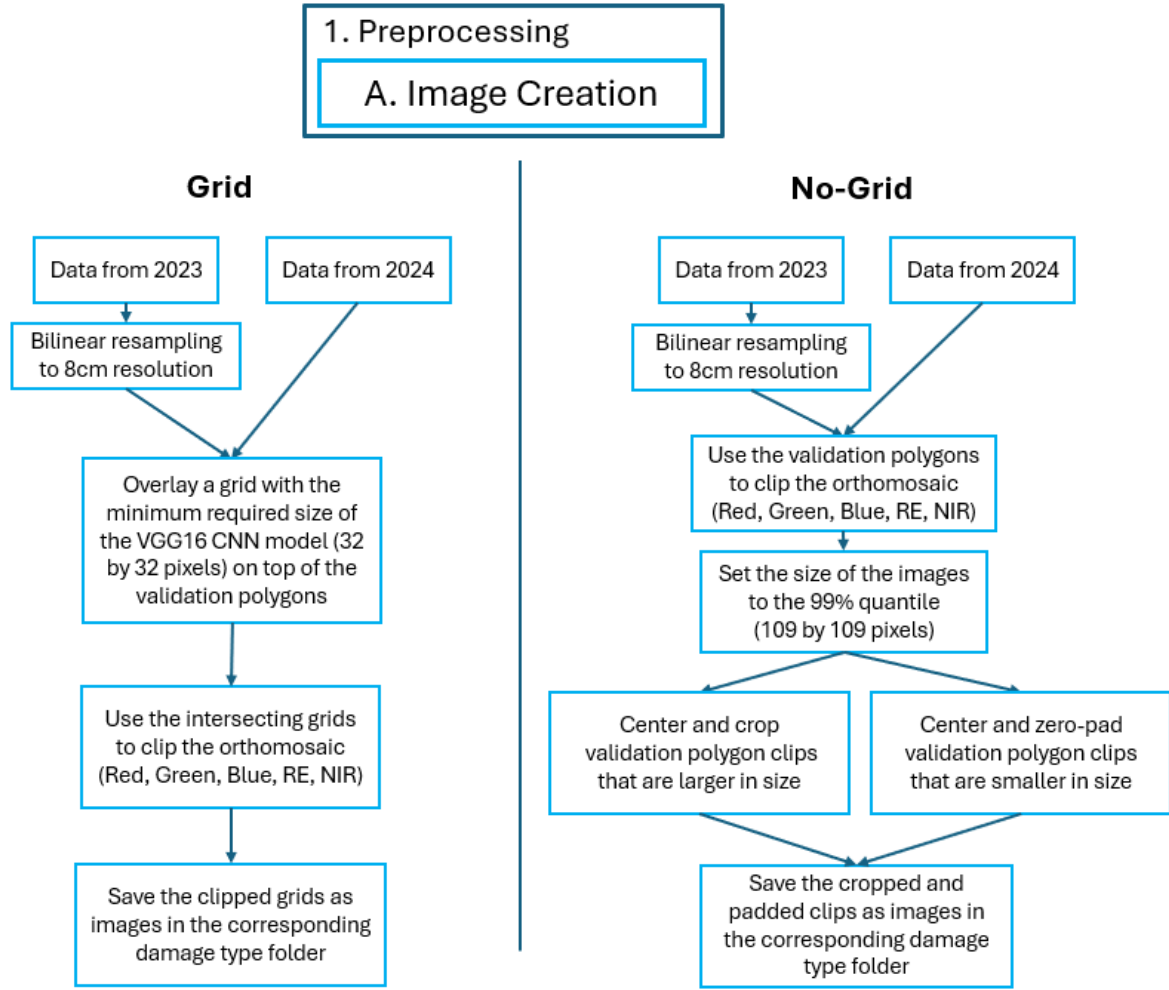 1. Preprocessing
A. Image Creation
Grid
Data from 2023
Data from 2024
Bilinear resampling
to 8cm resolution
Overlay a grid with the
minimum required size of
the VGG16 CNN model (32
by 32 pixels) on top of the
validation polygons
Use the intersecting grids
to clip the orthomosaic
(Red, Green, Blue, RE, NIR)
Save the clipped grids as
images in the corresponding
damage type folder
No-Grid
Data from 2023
Data from 2024
Bilinear resampling
to 8cm resolution
Use the validation polygons
to clip the orthomosaic
(Red, Green, Blue, RE, NIR)
Set the size of the images
to the 99% quantile
(109 by 109 pixels)
Center and crop
validation polygon clips
that are larger in size
Center and zero-pad
validation polygon clips
that are smaller in size
Save the cropped and
padded clips as images in
the corresponding damage
type folder